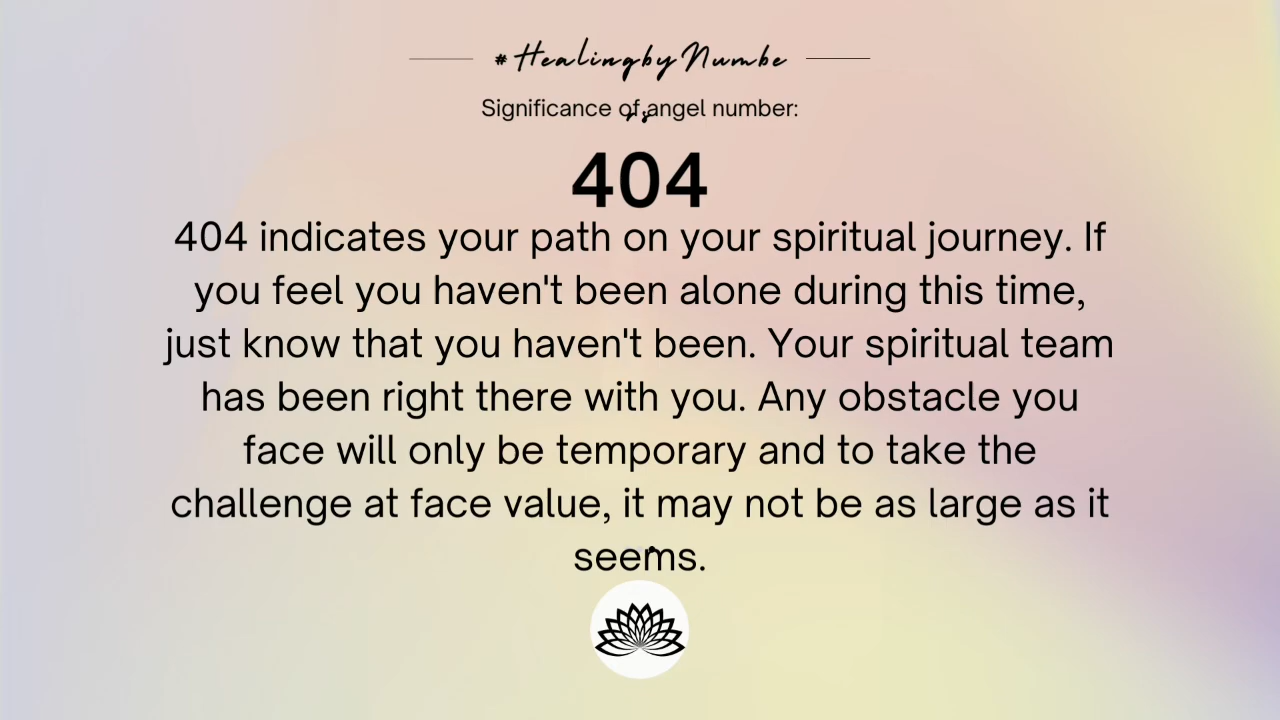 #HealingbyNumbe
rs
Significance of angel number:
404
404 indicates your path on your spiritual journey. If
you feel you haven't been alone during this time,
just know that you haven't been. Your spiritual team
has been right there with you. Any obstacle you
face will only be temporary and to take the
challenge at face value, it may not be as large as it
seems.